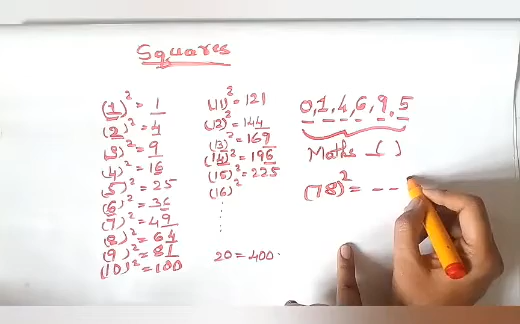 Squares
(1)² = 1
(2)² = 4
(3)² = 9
(4)² = 16
(5)² = 25
(6)² = 36
(7)² = 49
(8)² = 64
(9)² = 81
(10)² = 100
(11)² = 121
(12)² = 144
(13)² = 169
(14)² = 196
(15)² = 225
(16)²
20 = 400
0, 1, 4, 6, 9, 5
Maths _ ( )
(78)² = _ _